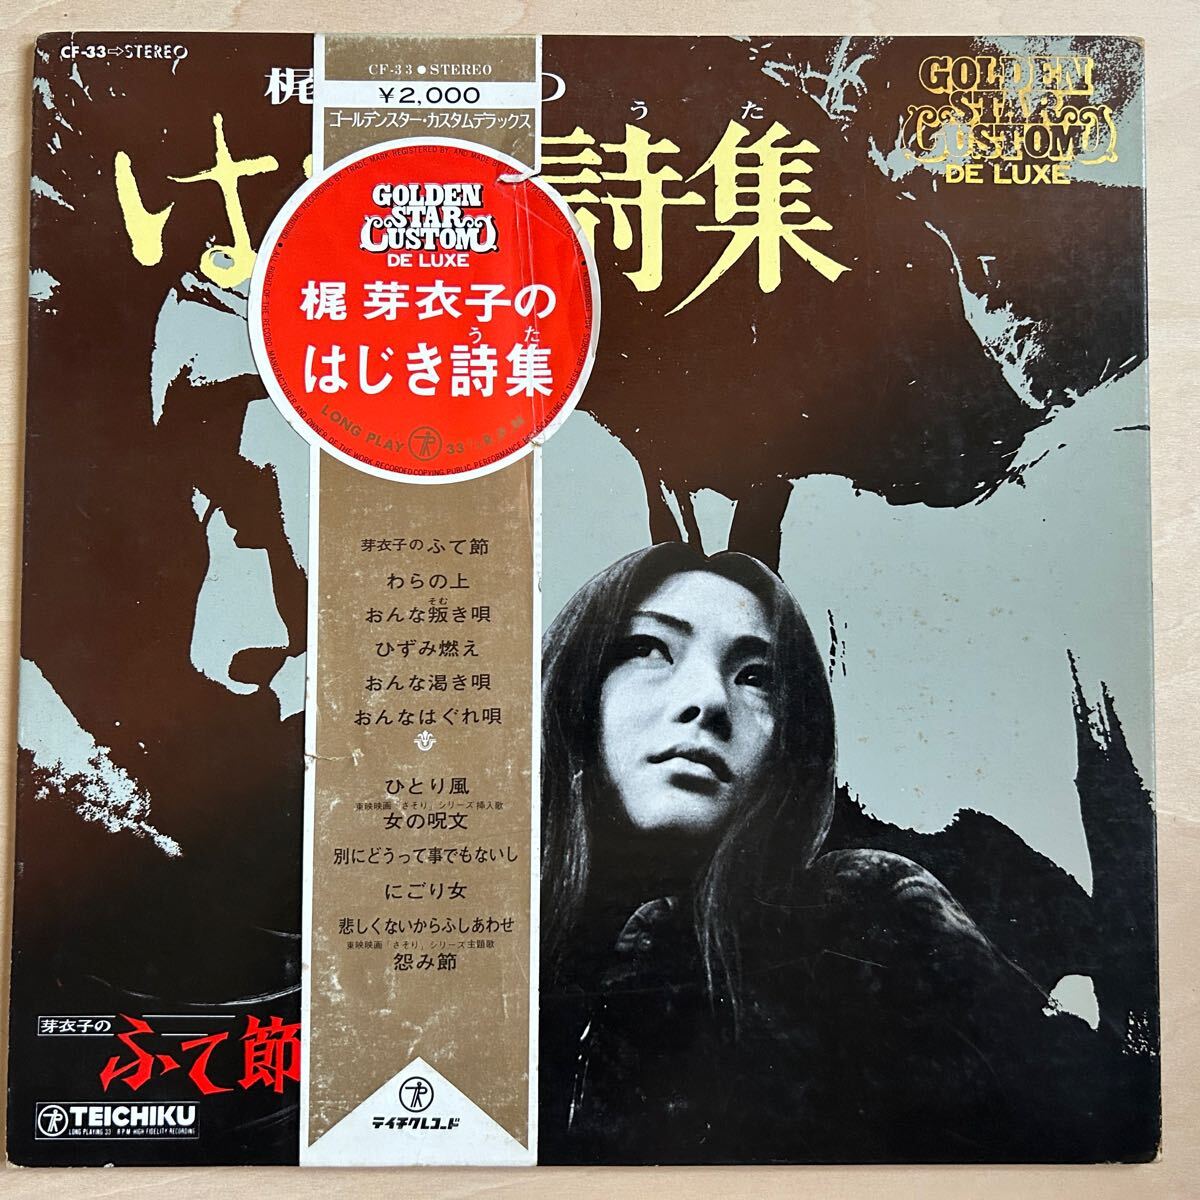 CF-33⇨STEREO
梶
は
うた
詩集
GOLDEN
STAR
CUSTOM
DE LUXE
CF-33●STEREO
¥2,000
ゴールデンスター・カスタムデラックス
GOLDEN
STAR
CUSTOM
DE LUXE
梶 芽衣子の
うた
はじき詩集
LONG PLAY
33
芽衣子のふて節
わらの上
そむ
おんな叛き唄
ひずみ燃え
おんな渇き唄
おんなはぐれ唄
ひとり風
東映映画「さそり」シリーズ挿入歌
女の呪文
別にどうって事でもないし
にごり女
悲しくないからふしあわせ
東映映画「さそり」シリーズ主題歌
怨み節
テイチクレコード
芽衣子の
ふて節
TEICHIKU
LONG PLAYING 33 RPM HIGH FIDELITY RECORDING